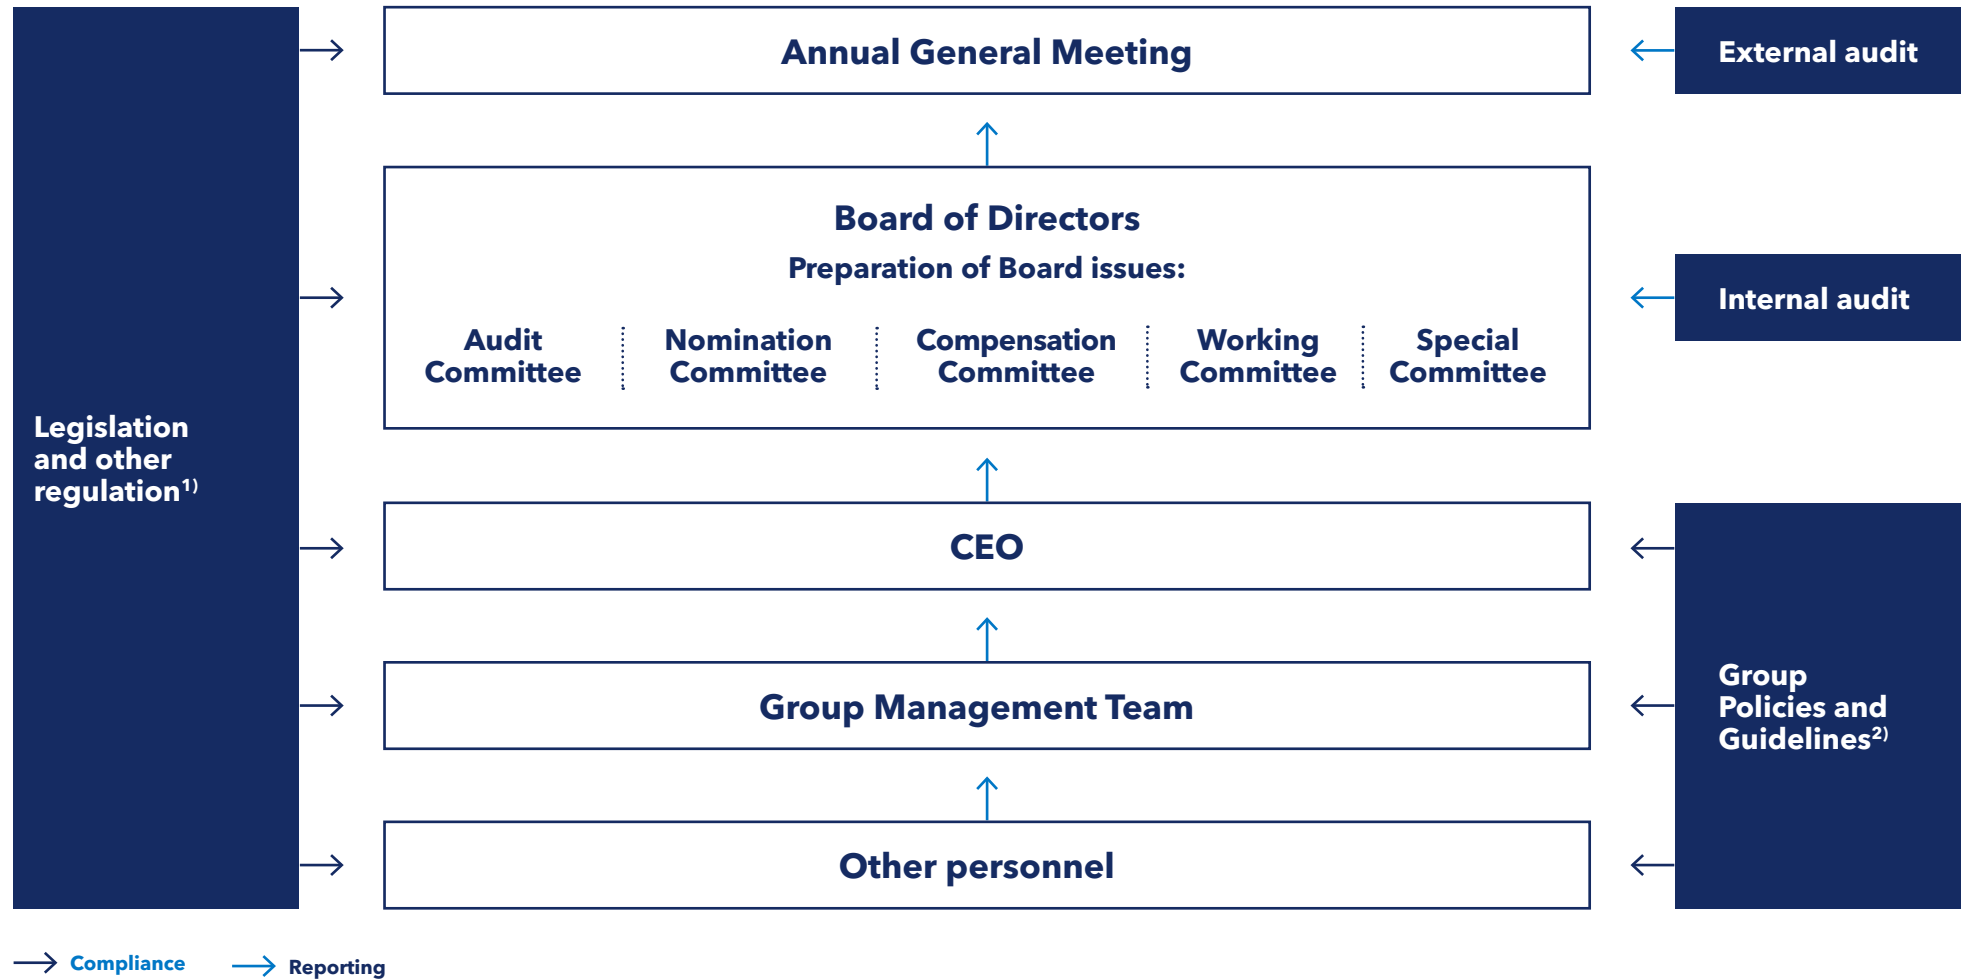 Annual General Meeting
External audit
Board of Directors
Preparation of Board issues:
Internal audit
Audit
Committee
Nomination
Committee
Compensation
Committee
Working
Committee
Special
Committee
Legislation
and other
regulation¹⁾
CEO
Group Management Team
Group
Policies and
Guidelines²⁾
Other personnel
Compliance
Reporting